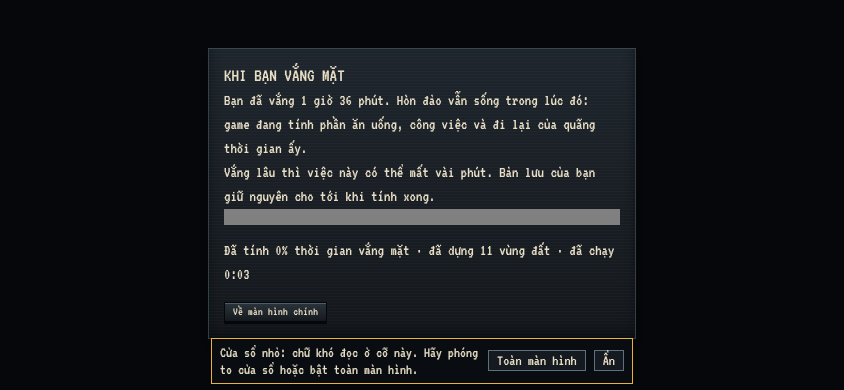 KHI BẠN VẮNG MẶT
Bạn đã vắng 1 giờ 36 phút. Hòn đảo vẫn sống trong lúc đó:
game đang tính phần ăn uống, công việc và đi lại của quãng
thời gian ấy.
Vắng lâu thì việc này có thể mất vài phút. Bản lưu của bạn
giữ nguyên cho tới khi tính xong.
Đã tính 0% thời gian vắng mặt · đã dựng 11 vùng đất · đã chạy
0:03
Về màn hình chính
Cửa sổ nhỏ: chữ khó đọc ở cỡ này. Hãy phóng
to cửa sổ hoặc bật toàn màn hình.
Toàn màn hình
Ẩn